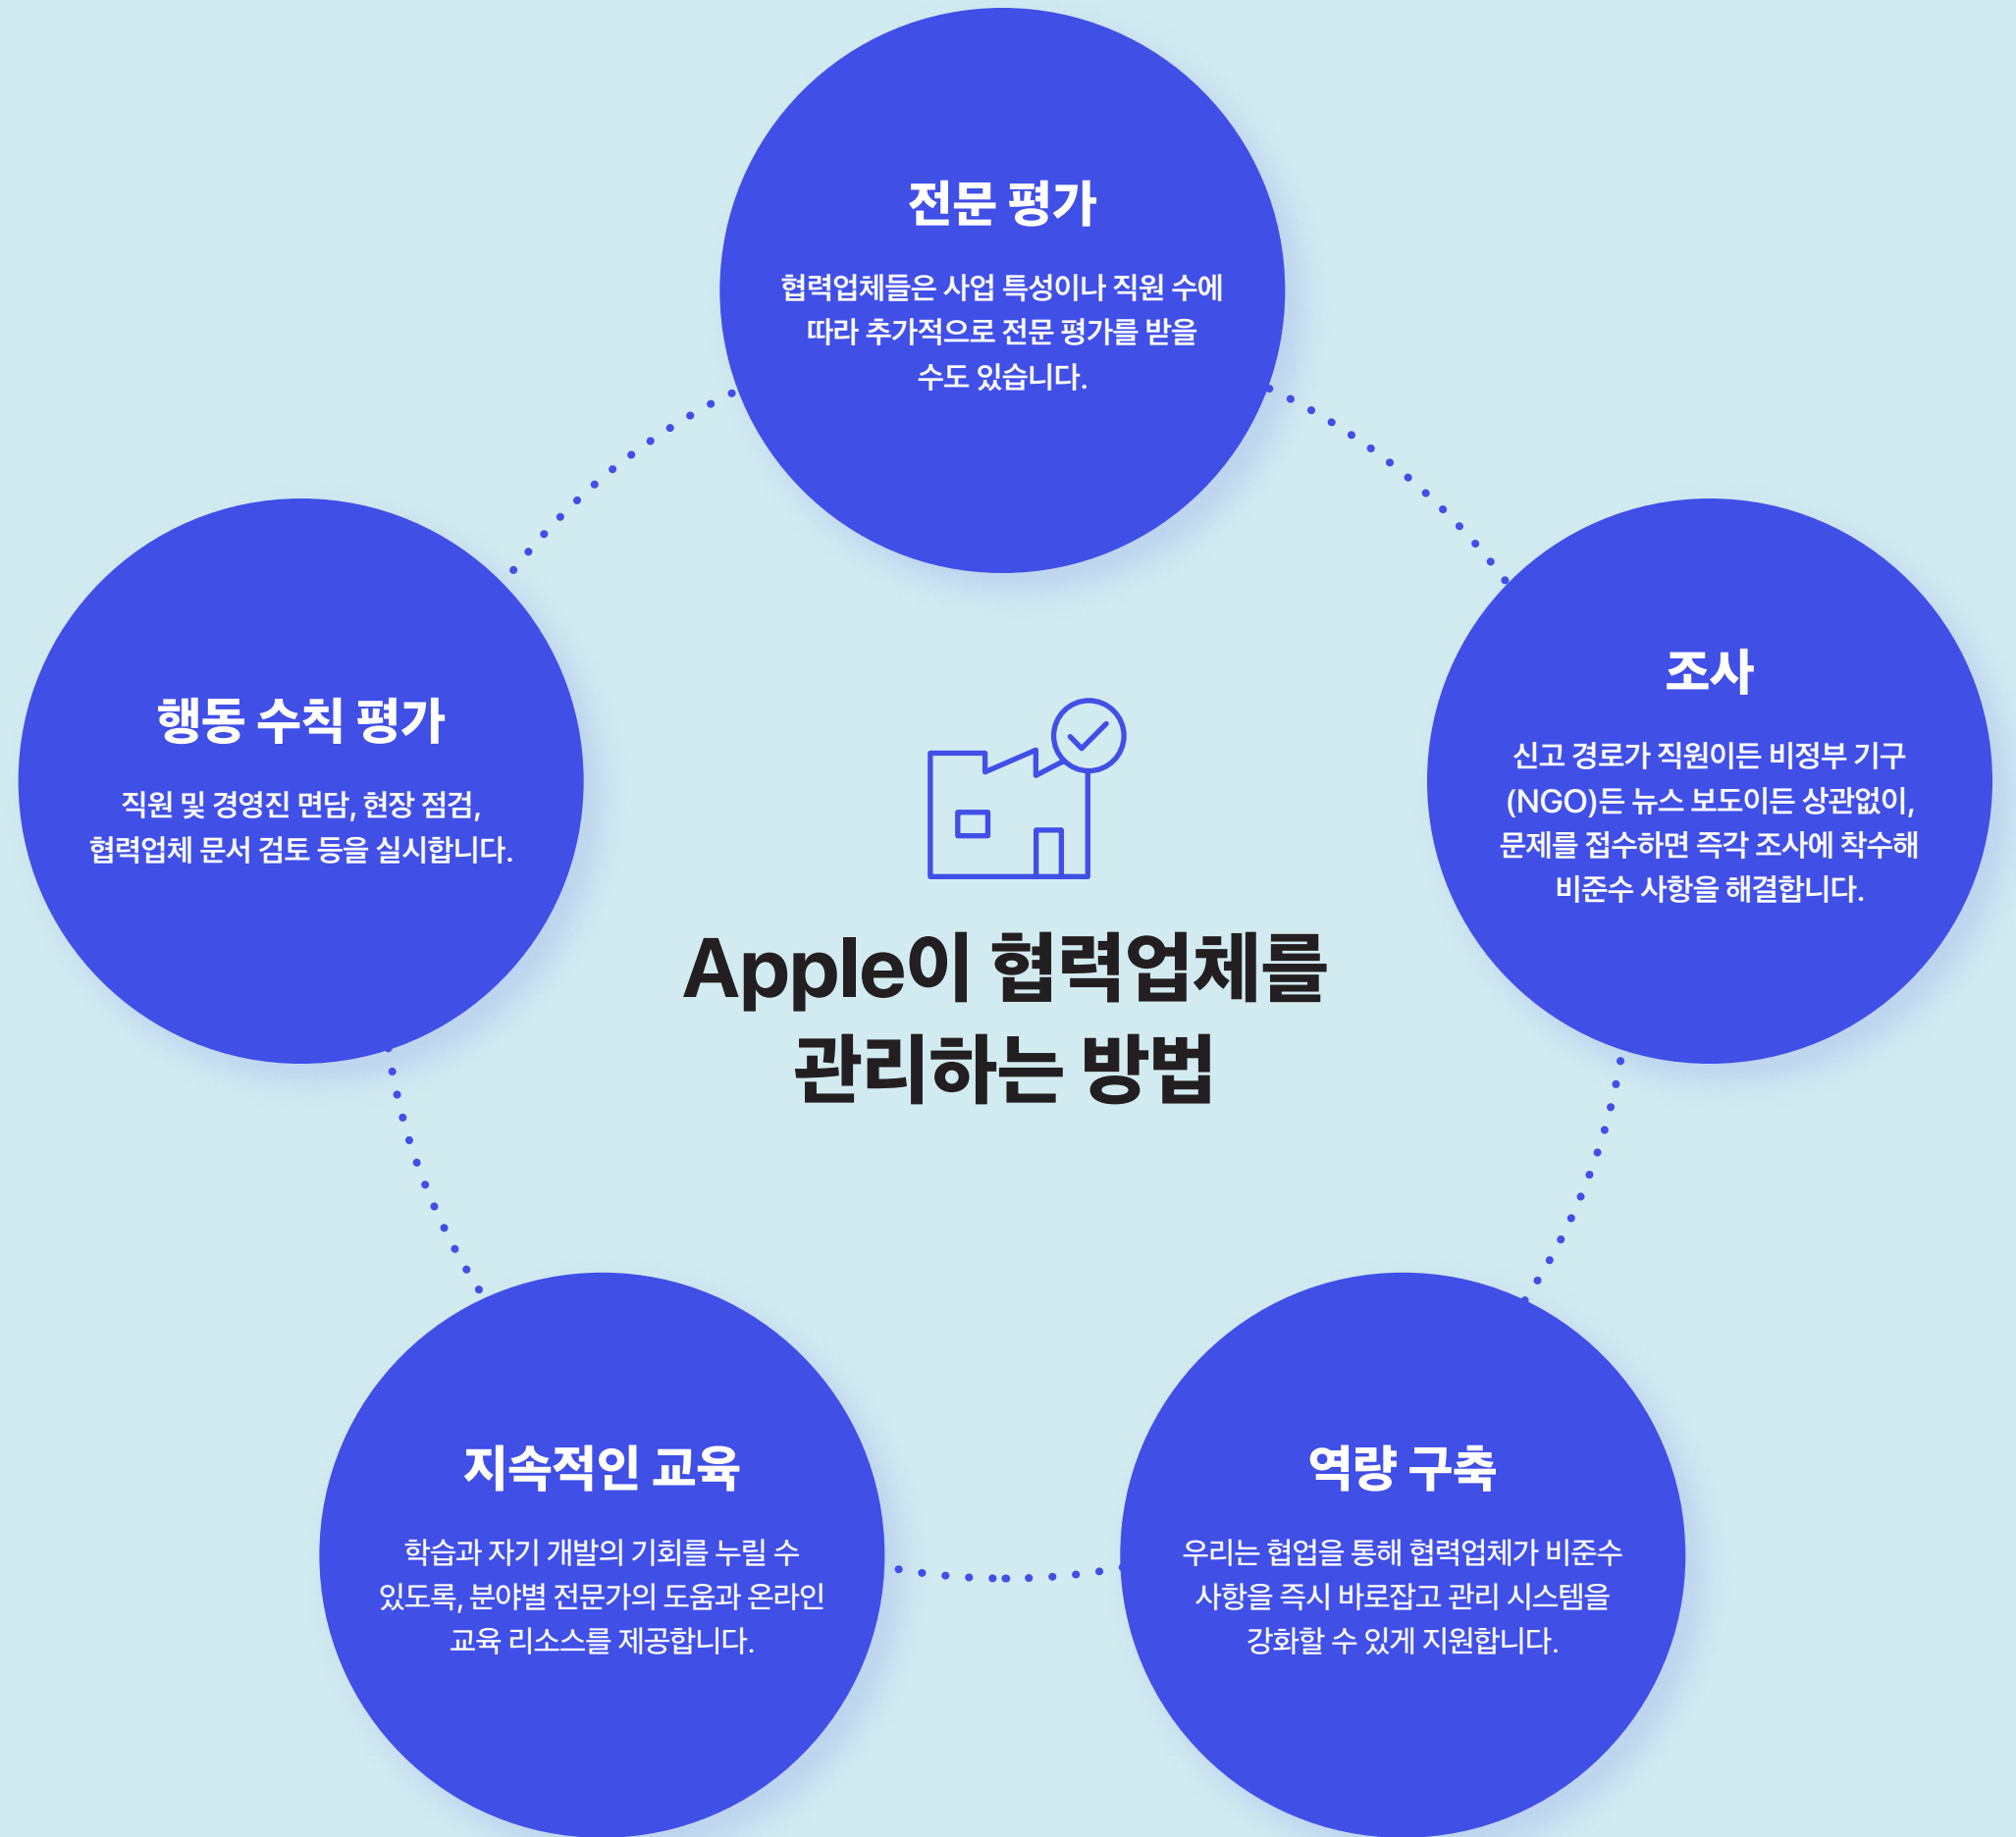 전문 평가
협력업체들은 사업 특성이나 직원 수에
따라 추가적으로 전문 평가를 받을
수도 있습니다.
행동 수칙 평가
직원 및 경영진 면담, 현장 점검,
협력업체 문서 검토 등을 실시합니다.
조사
신고 경로가 직원이든 비정부 기구
(NGO)든 뉴스 보도이든 상관없이,
문제를 접수하면 즉각 조사에 착수해
비준수 사항을 해결합니다.
Apple이 협력업체를
관리하는 방법
지속적인 교육
학습과 자기 개발의 기회를 누릴 수
있도록, 분야별 전문가의 도움과 온라인
교육 리소스를 제공합니다.
역량 구축
우리는 협업을 통해 협력업체가 비준수
사항을 즉시 바로잡고 관리 시스템을
강화할 수 있게 지원합니다.